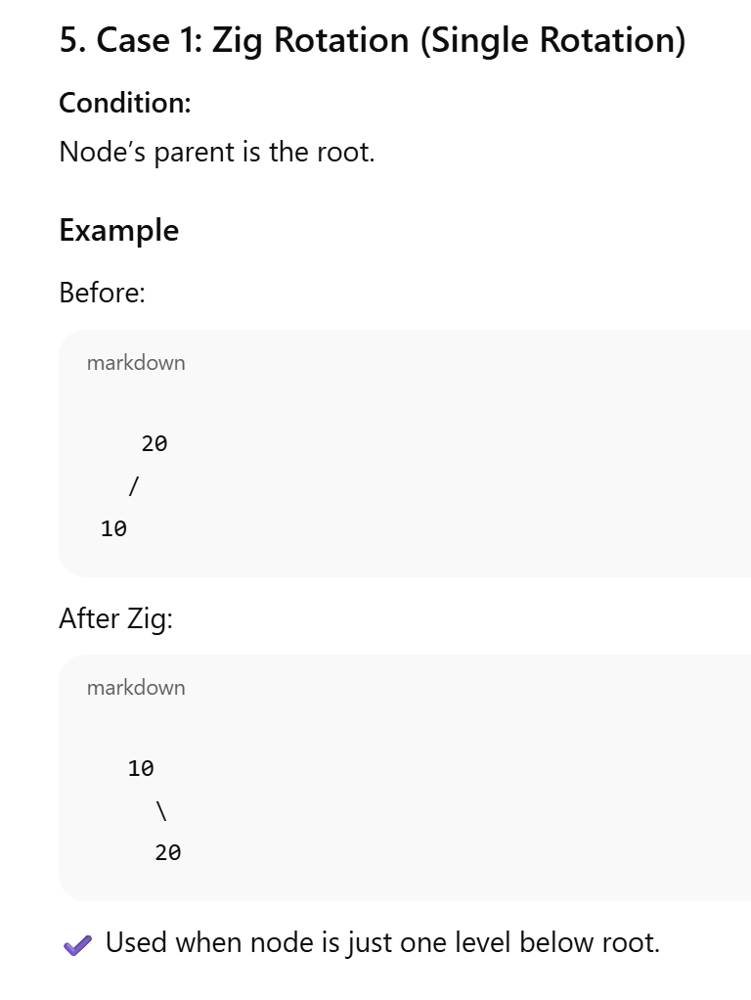 5. Case 1: Zig Rotation (Single Rotation)
Condition:
Node’s parent is the root.
Example
Before:
markdown
20
/
10
After Zig:
markdown
10
\
20
✔ Used when node is just one level below root.